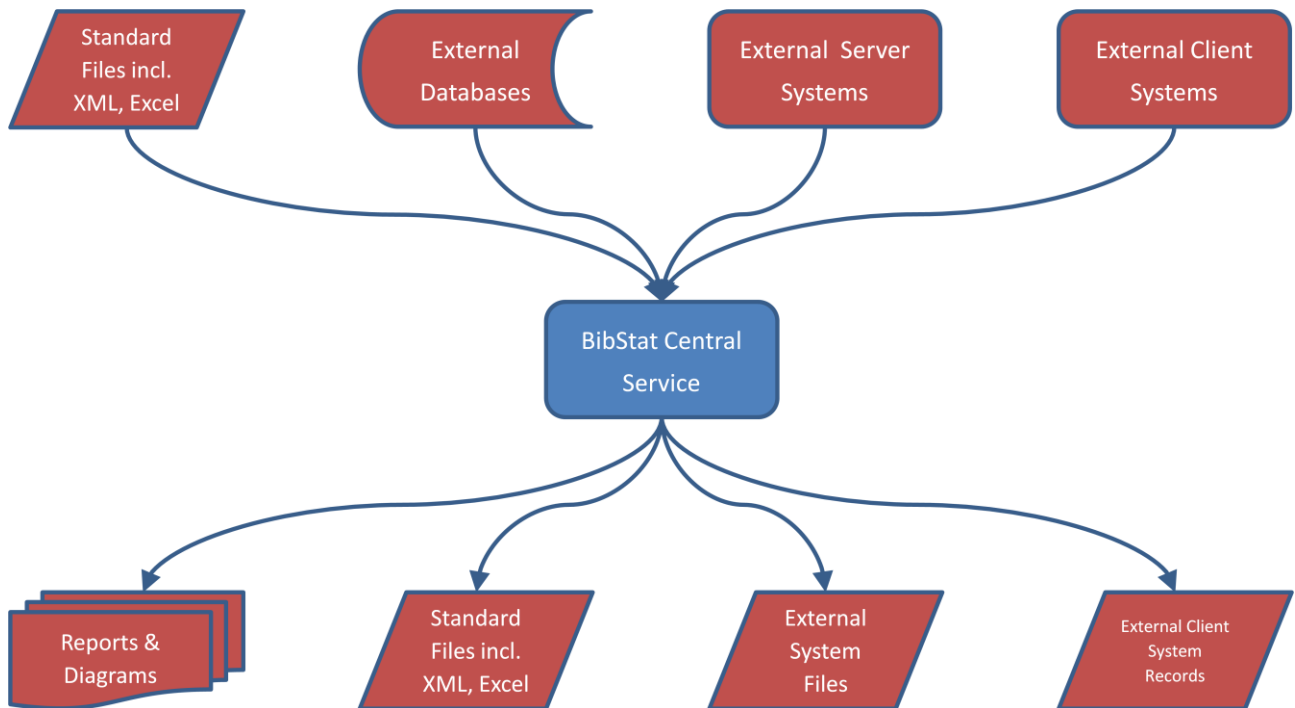 Standard
Files incl.
XML, Excel
External
Databases
External Server
Systems
External Client
Systems
BibStat Central
Service
Reports &
Diagrams
Standard
Files incl.
XML, Excel
External
System
Files
External Client
System
Records